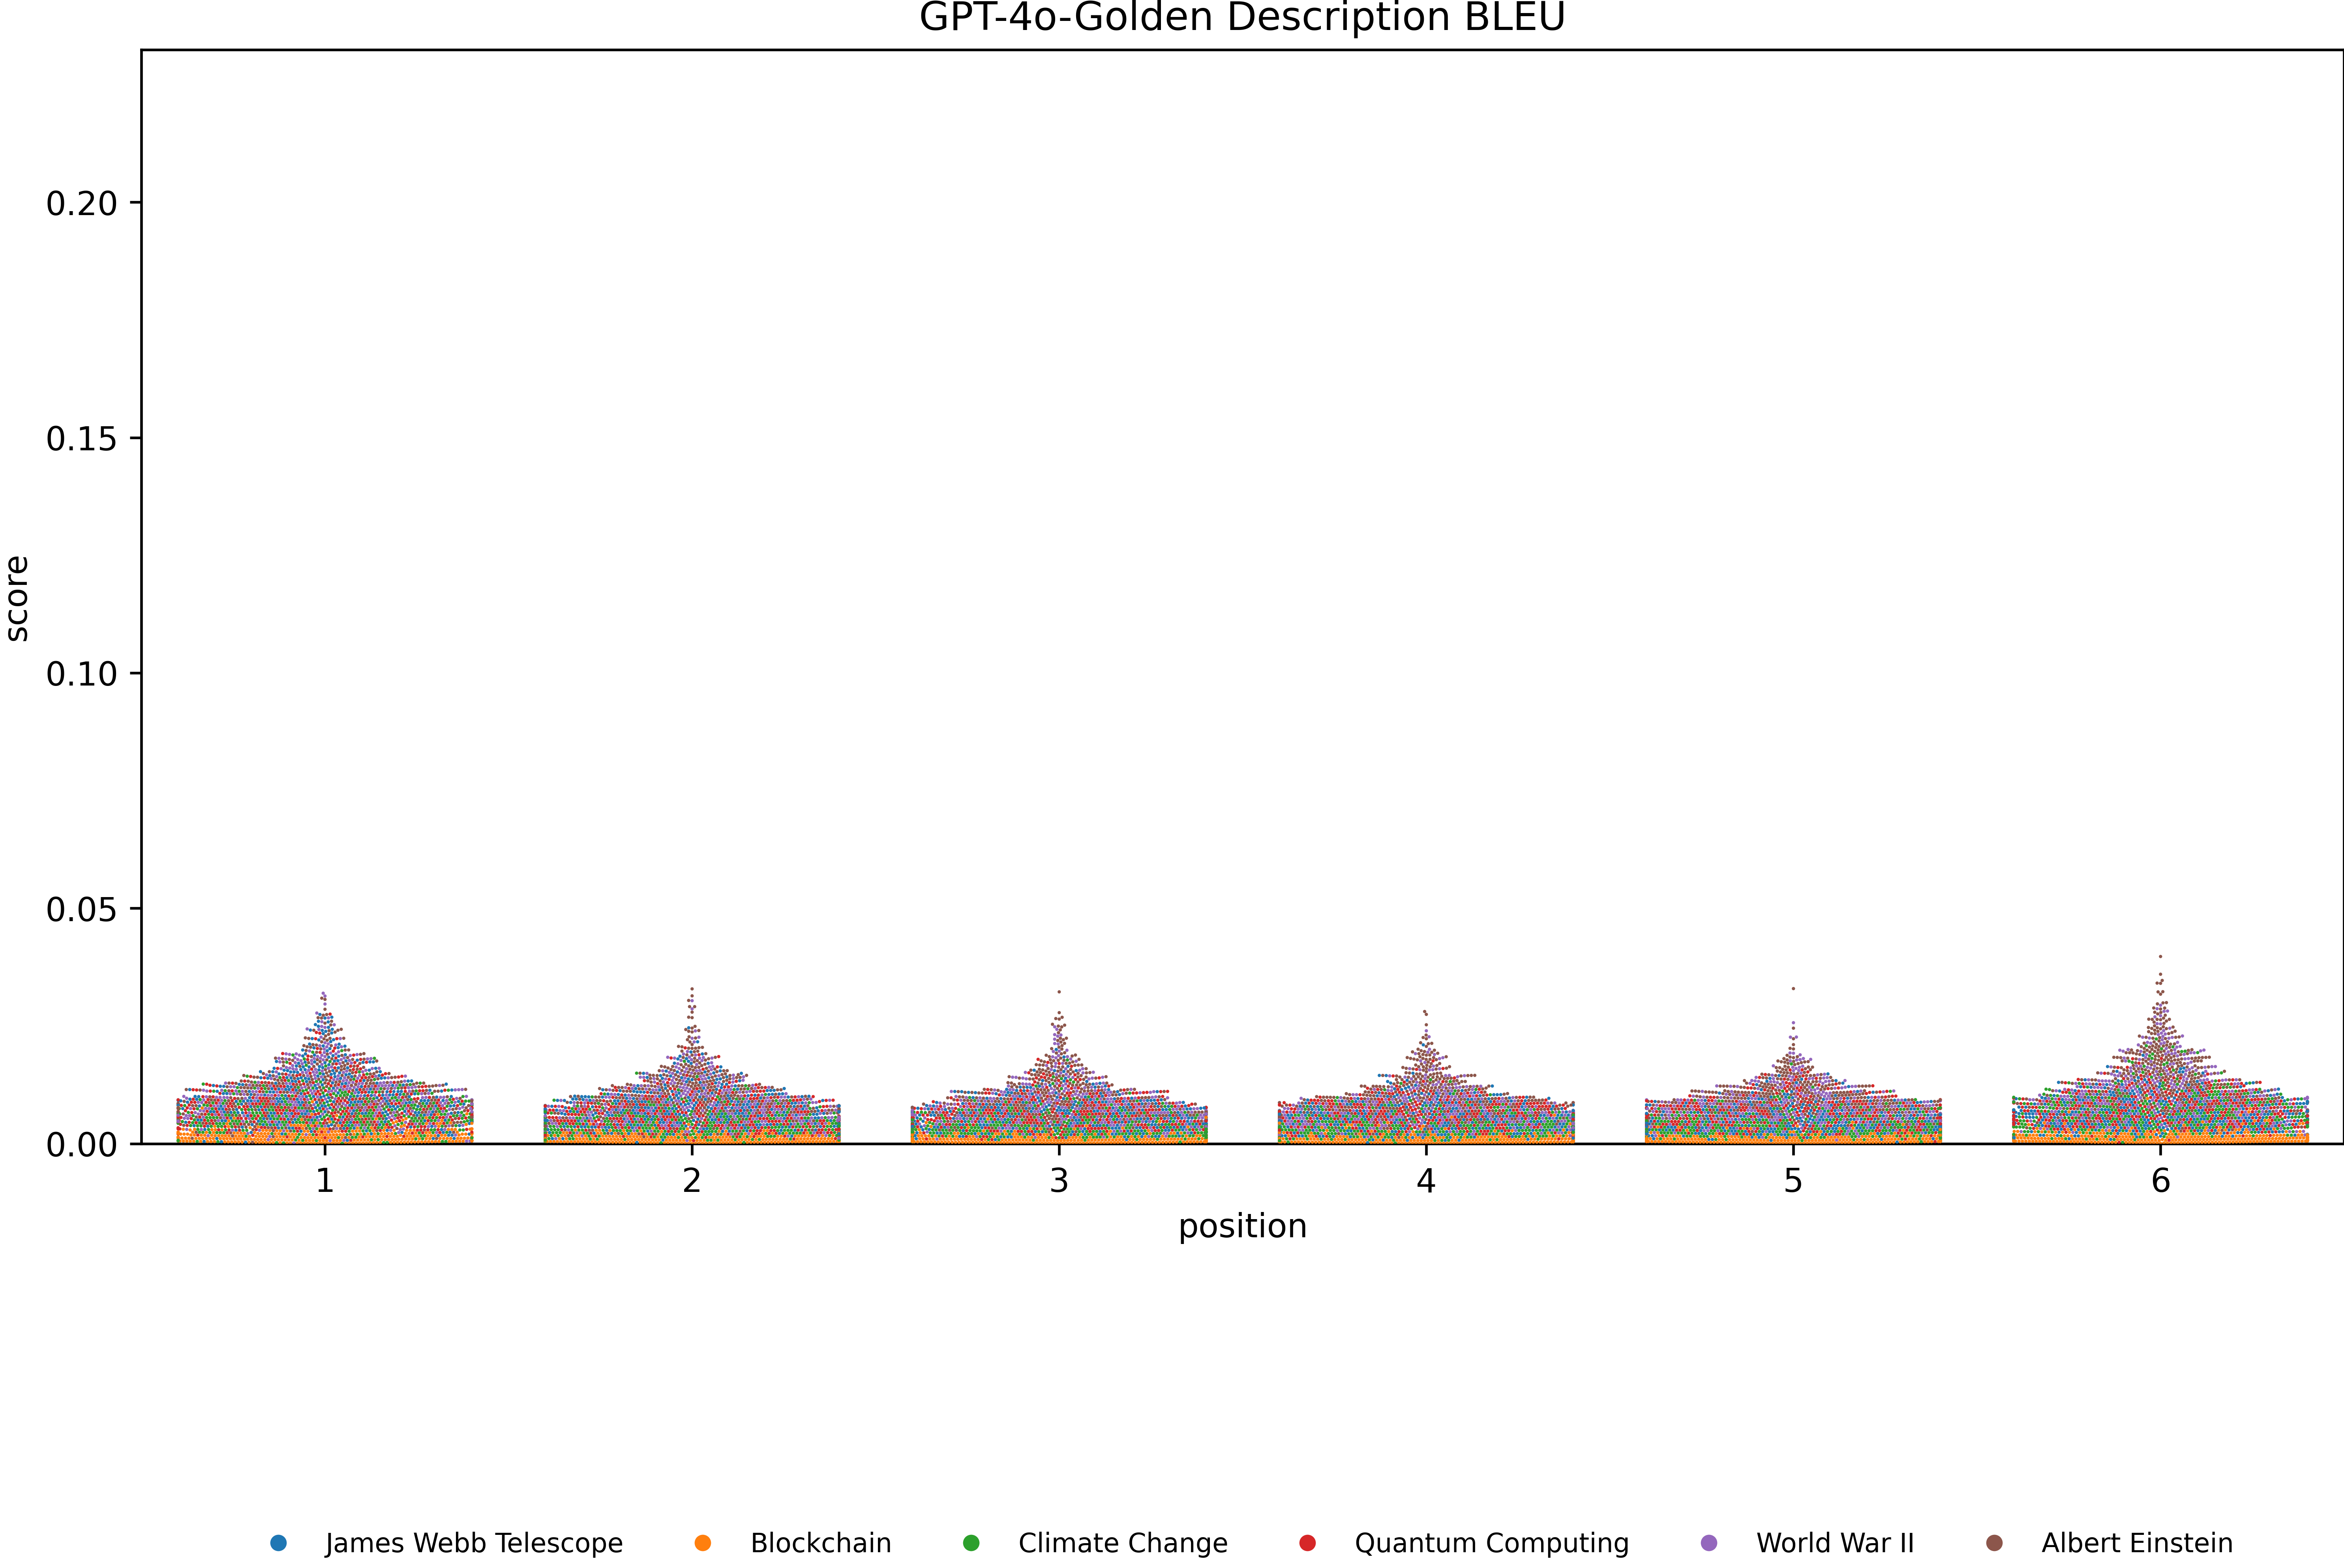 GPT-4o-Golden Description BLEU
score
0.20
0.15
0.10
0.05
0.00
1 2 3 4 5 6
position
James Webb Telescope Blockchain Climate Change Quantum Computing World War II Albert Einstein